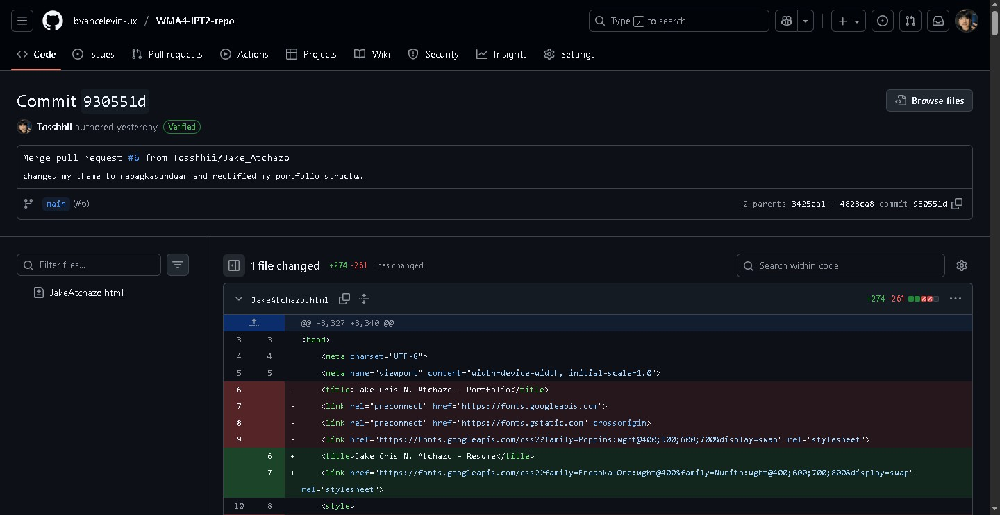 bvancelevin-ux / WMA4-IPT2-repo
Type / to search
Code Issues Pull requests Actions Projects Wiki Security Insights Settings
Commit 930551d
Browse files
Tosshhii authored yesterday Verified
Merge pull request #6 from Tosshhii/Jake_Atchazo
changed my theme to napagkasunduan and rectified my portfolio structu…
main (#6)
2 parents 3425ea1 + 4823ca8 commit 930551d
Filter files...
JakeAtchazo.html
1 file changed +274 -261 lines changed
Search within code
JakeAtchazo.html
+274 -261
@@ -3,327 +3,340 @@
3 3 <head>
4 4 <meta charset="UTF-8">
5 5 <meta name="viewport" content="width=device-width, initial-scale=1.0">
6 - <title>Jake Cris N. Atchazo - Portfolio</title>
7 - <link rel="preconnect" href="https://fonts.googleapis.com">
8 - <link rel="preconnect" href="https://fonts.gstatic.com" crossorigin>
9 - <link href="https://fonts.googleapis.com/css2?family=Poppins:wght@400;500;600;700&display=swap" rel="stylesheet">
6 + <title>Jake Cris N. Atchazo - Resume</title>
7 + <link href="https://fonts.googleapis.com/css2?family=Fredoka+One:wght@400&family=Nunito:wght@400;600;700;800&display=swap"
rel="stylesheet">
10 8 <style>